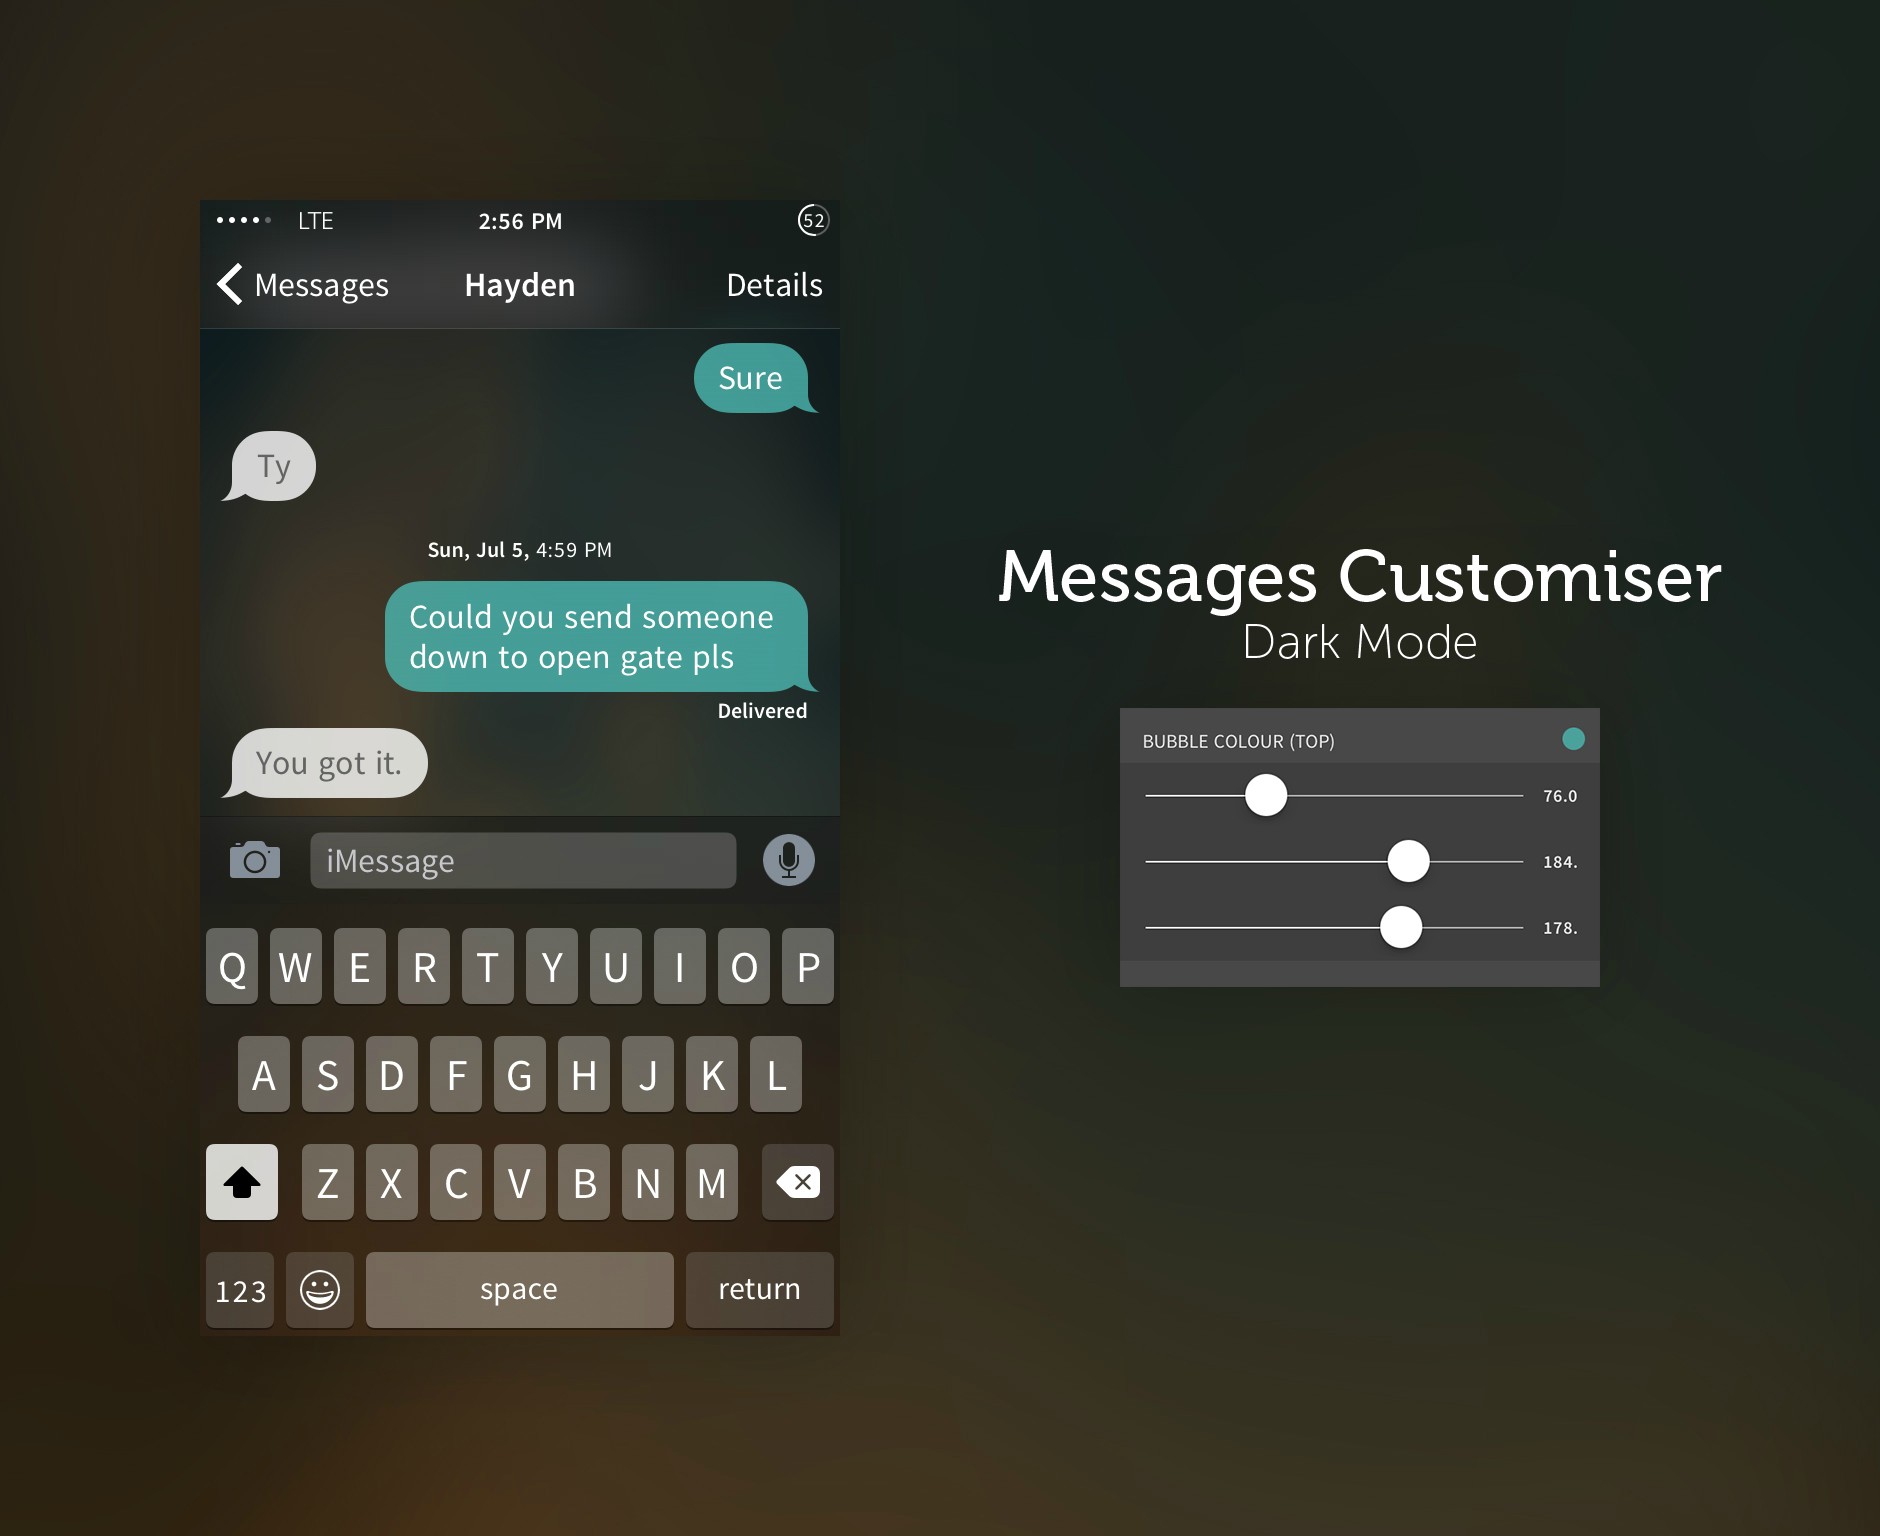 LTE 2:56 PM 52
Messages Hayden Details
Sure
Ty
Sun, Jul 5, 4:59 PM
Could you send someone
down to open gate pls
Delivered
You got it.
iMessage
Q W E R T Y U I O P
A S D F G H J K L
Z X C V B N M
123 space return
Messages Customiser
Dark Mode
BUBBLE COLOUR (TOP)
76.0
184.
178.